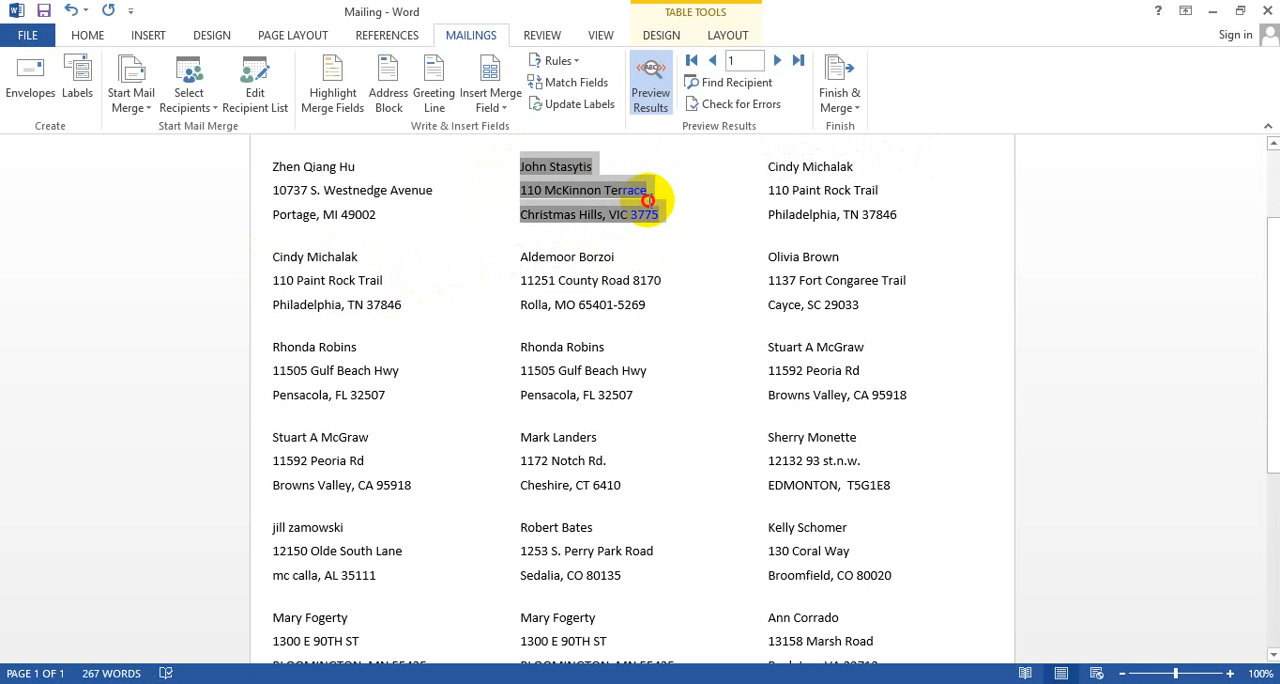 Mailing - Word
TABLE TOOLS
FILE HOME INSERT DESIGN PAGE LAYOUT REFERENCES MAILINGS REVIEW VIEW DESIGN LAYOUT Sign in
Envelopes Labels
Start Mail Merge
Select Recipients
Edit Recipient List
Highlight Merge Fields
Address Block
Greeting Line
Insert Merge Field
Rules
Match Fields
Update Labels
ABC
Preview Results
1
Find Recipient
Check for Errors
Finish & Merge
Create Start Mail Merge Write & Insert Fields Preview Results Finish
Zhen Qiang Hu John Stasytis Cindy Michalak
10737 S. Westnedge Avenue 110 McKinnon Terrace 110 Paint Rock Trail
Portage, MI 49002 Christmas Hills, VIC 3775 Philadelphia, TN 37846
Cindy Michalak Aldemoor Borzoi Olivia Brown
110 Paint Rock Trail 11251 County Road 8170 1137 Fort Congaree Trail
Philadelphia, TN 37846 Rolla, MO 65401-5269 Cayce, SC 29033
Rhonda Robins Rhonda Robins Stuart A McGraw
11505 Gulf Beach Hwy 11505 Gulf Beach Hwy 11592 Peoria Rd
Pensacola, FL 32507 Pensacola, FL 32507 Browns Valley, CA 95918
Stuart A McGraw Mark Landers Sherry Monette
11592 Peoria Rd 1172 Notch Rd. 12132 93 st.n.w.
Browns Valley, CA 95918 Cheshire, CT 6410 EDMONTON, T5G1E8
jill zamowski Robert Bates Kelly Schomer
12150 Olde South Lane 1253 S. Perry Park Road 130 Coral Way
mc calla, AL 35111 Sedalia, CO 80135 Broomfield, CO 80020
Mary Fogerty Mary Fogerty Ann Corrado
1300 E 90TH ST 1300 E 90TH ST 13158 Marsh Road
PAGE 1 OF 1 267 WORDS 100%